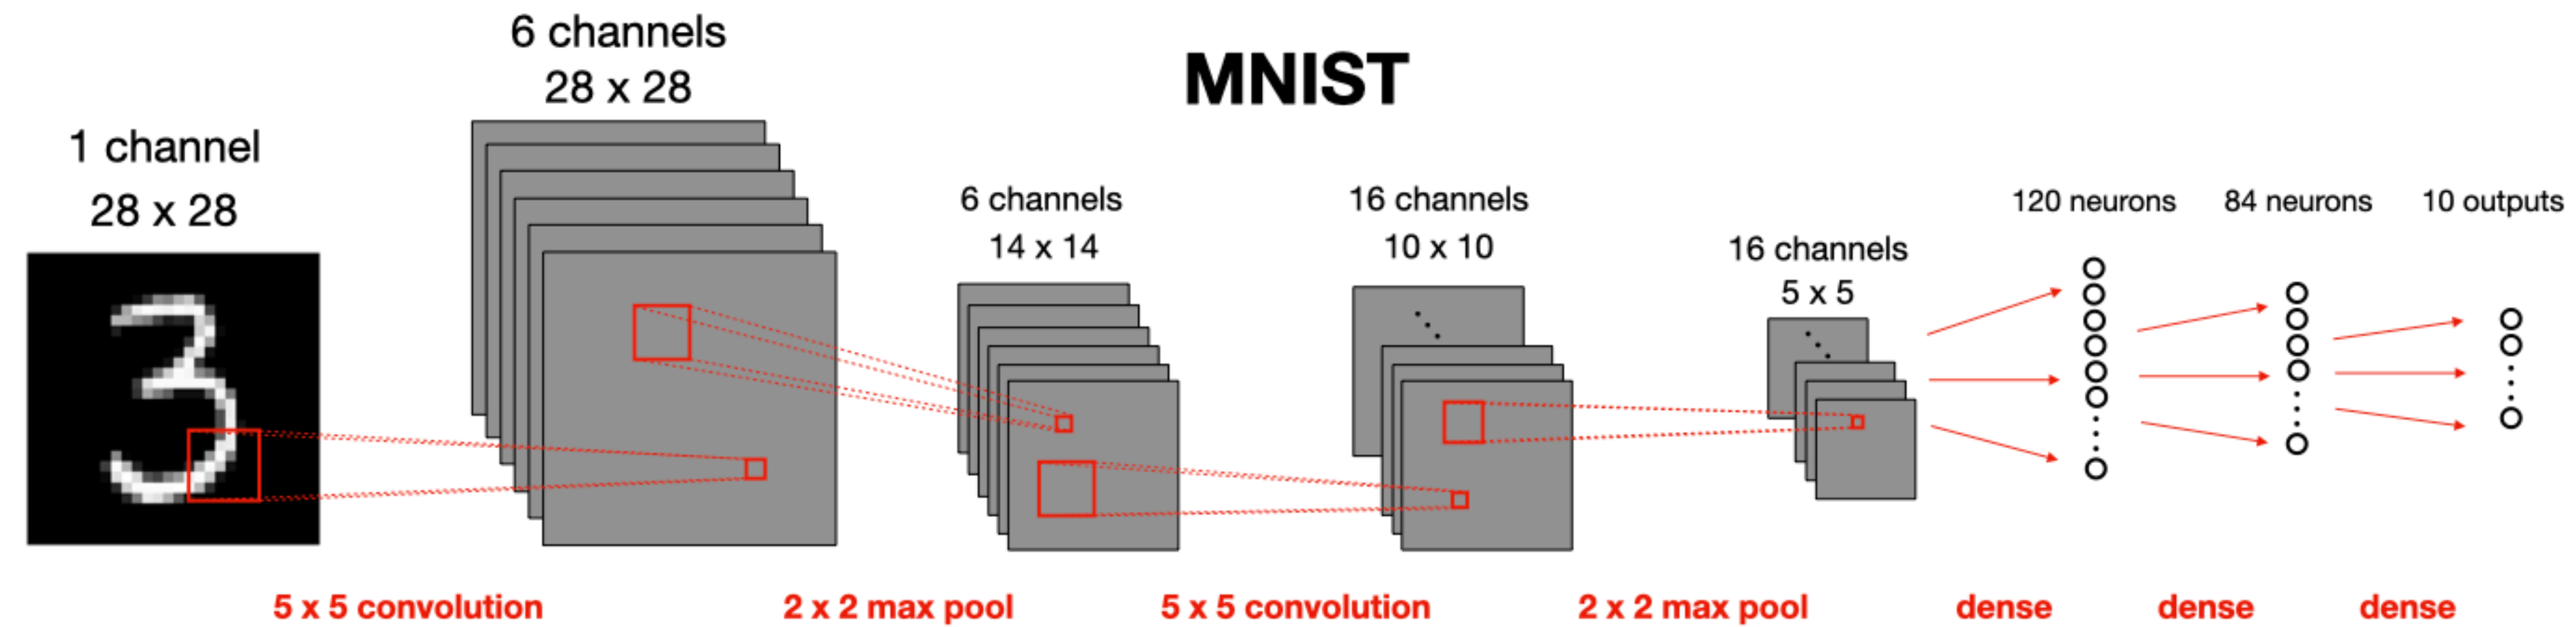 MNIST
1 channel
28 x 28
6 channels
28 x 28
6 channels
14 x 14
16 channels
10 x 10
16 channels
5 x 5
120 neurons
84 neurons
10 outputs
5 x 5 convolution
2 x 2 max pool
5 x 5 convolution
2 x 2 max pool
dense
dense
dense